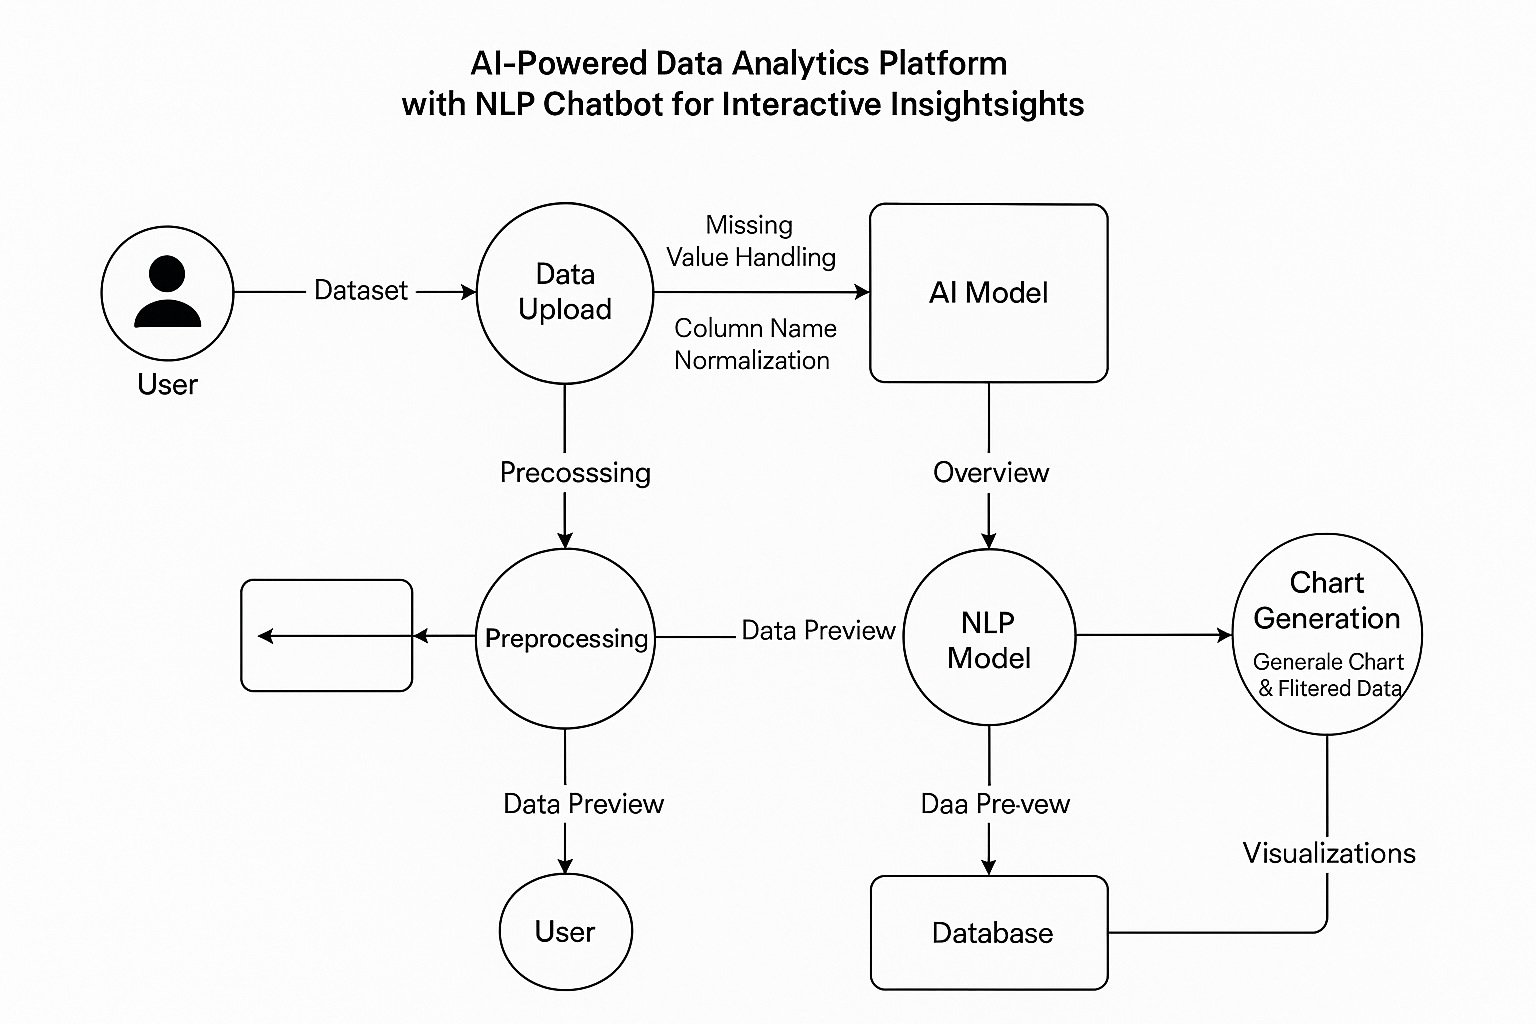 AI-Powered Data Analytics Platform
with NLP Chatbot for Interactive Insightsights
User
Dataset
Data
Upload
Missing
Value Handling
Column Name
Normalization
AI Model
Precosssing
Overview
Preprocessing
Data Preview
NLP
Model
Chart
Generation
Generale Chart
& Flitered Data
Data Preview
Daa Pre-vew
Visualizations
User
Database